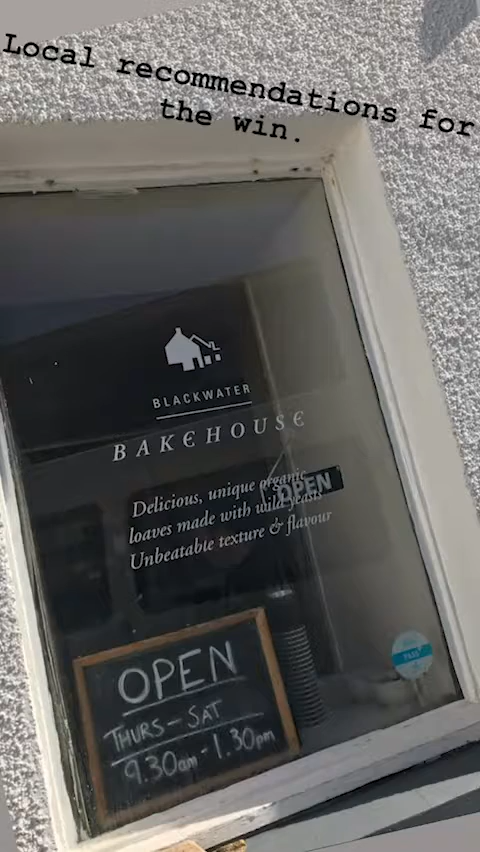 Local recommendations for
the win.
BLACKWATER
BAKEHOUSE
Delicious, unique organic
OPEN
loaves made with wild yeasts
Unbeatable texture & flavour
PASS
OPEN
THURS - SAT
9.30am - 1.30pm